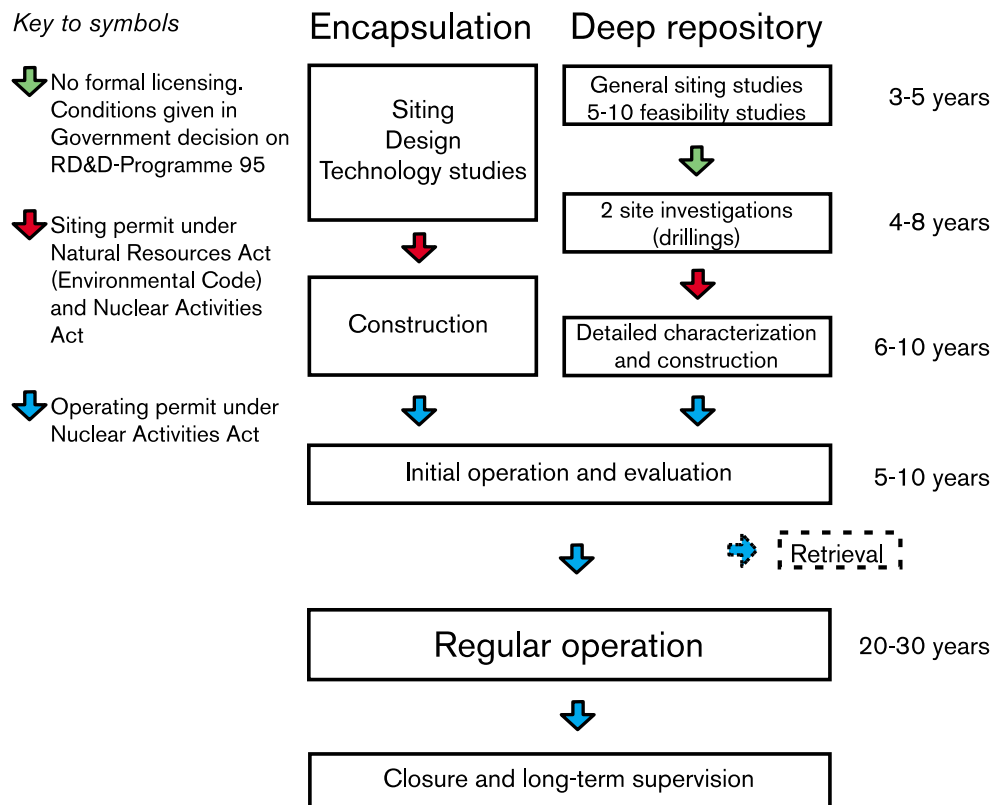 Key to symbols
No formal licensing.
Conditions given in
Government decision on
RD&D-Programme 95
Siting permit under
Natural Resources Act
(Environmental Code)
and Nuclear Activities
Act
Operating permit under
Nuclear Activities Act
Encapsulation
Deep repository
Siting
Design
Technology studies
General siting studies
5-10 feasibility studies
3-5 years
2 site investigations
(drillings)
4-8 years
Construction
Detailed characterization
and construction
6-10 years
Initial operation and evaluation
5-10 years
Retrieval
Regular operation
20-30 years
Closure and long-term supervision